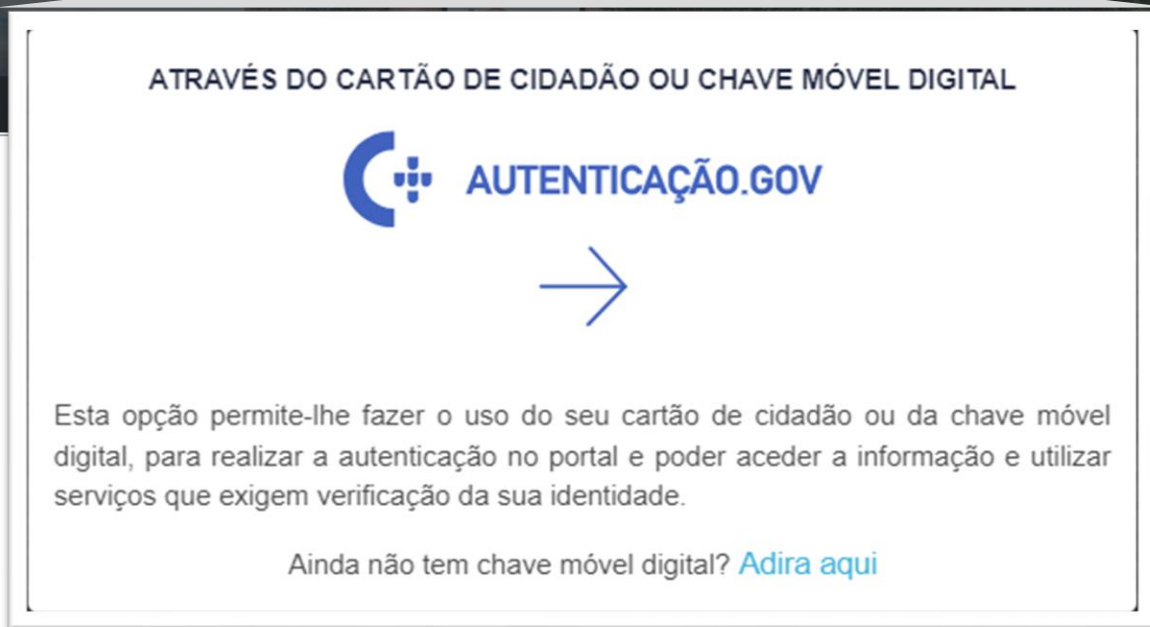 ATRAVÉS DO CARTÃO DE CIDADÃO OU CHAVE MÓVEL DIGITAL
AUTENTICAÇÃO.GOV
Esta opção permite-lhe fazer o uso do seu cartão de cidadão ou da chave móvel
digital, para realizar a autenticação no portal e poder aceder a informação e utilizar
serviços que exigem verificação da sua identidade.
Ainda não tem chave móvel digital? Adira aqui